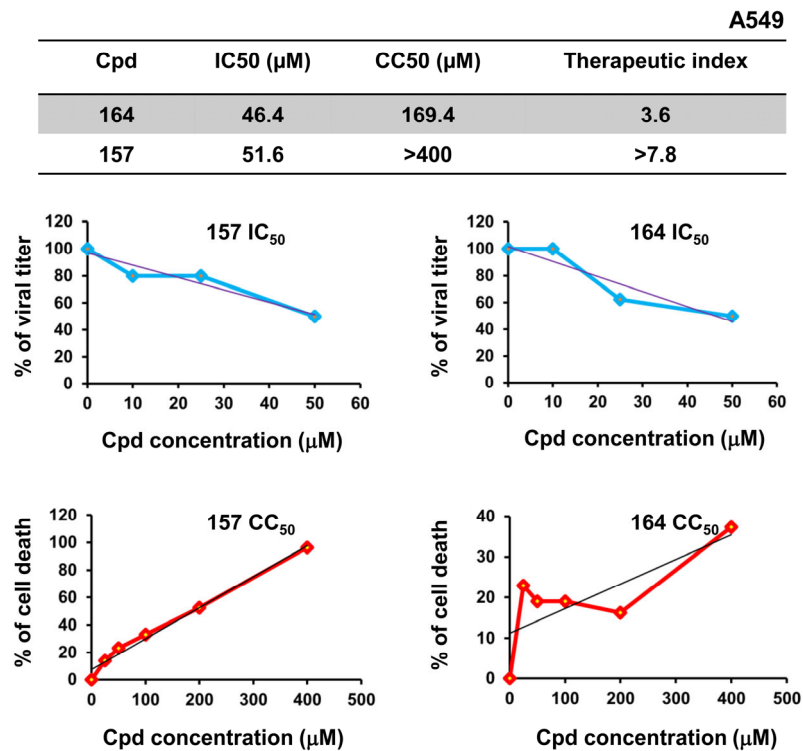 A549
Cpd IC50 (µM) CC50 (µM) Therapeutic index
164 46.4 169.4 3.6
157 51.6 >400 >7.8
157 IC50
% of viral titer
120
100
80
60
40
20
0
0 10 20 30 40 50 60
Cpd concentration (µM)
164 IC50
% of viral titer
120
100
80
60
40
20
0
0 10 20 30 40 50 60
Cpd concentration (µM)
157 CC50
% of cell death
120
100
80
60
40
20
0
0 100 200 300 400 500
Cpd concentration (µM)
164 CC50
% of cell death
40
30
20
10
0
0 100 200 300 400 500
Cpd concentration (µM)